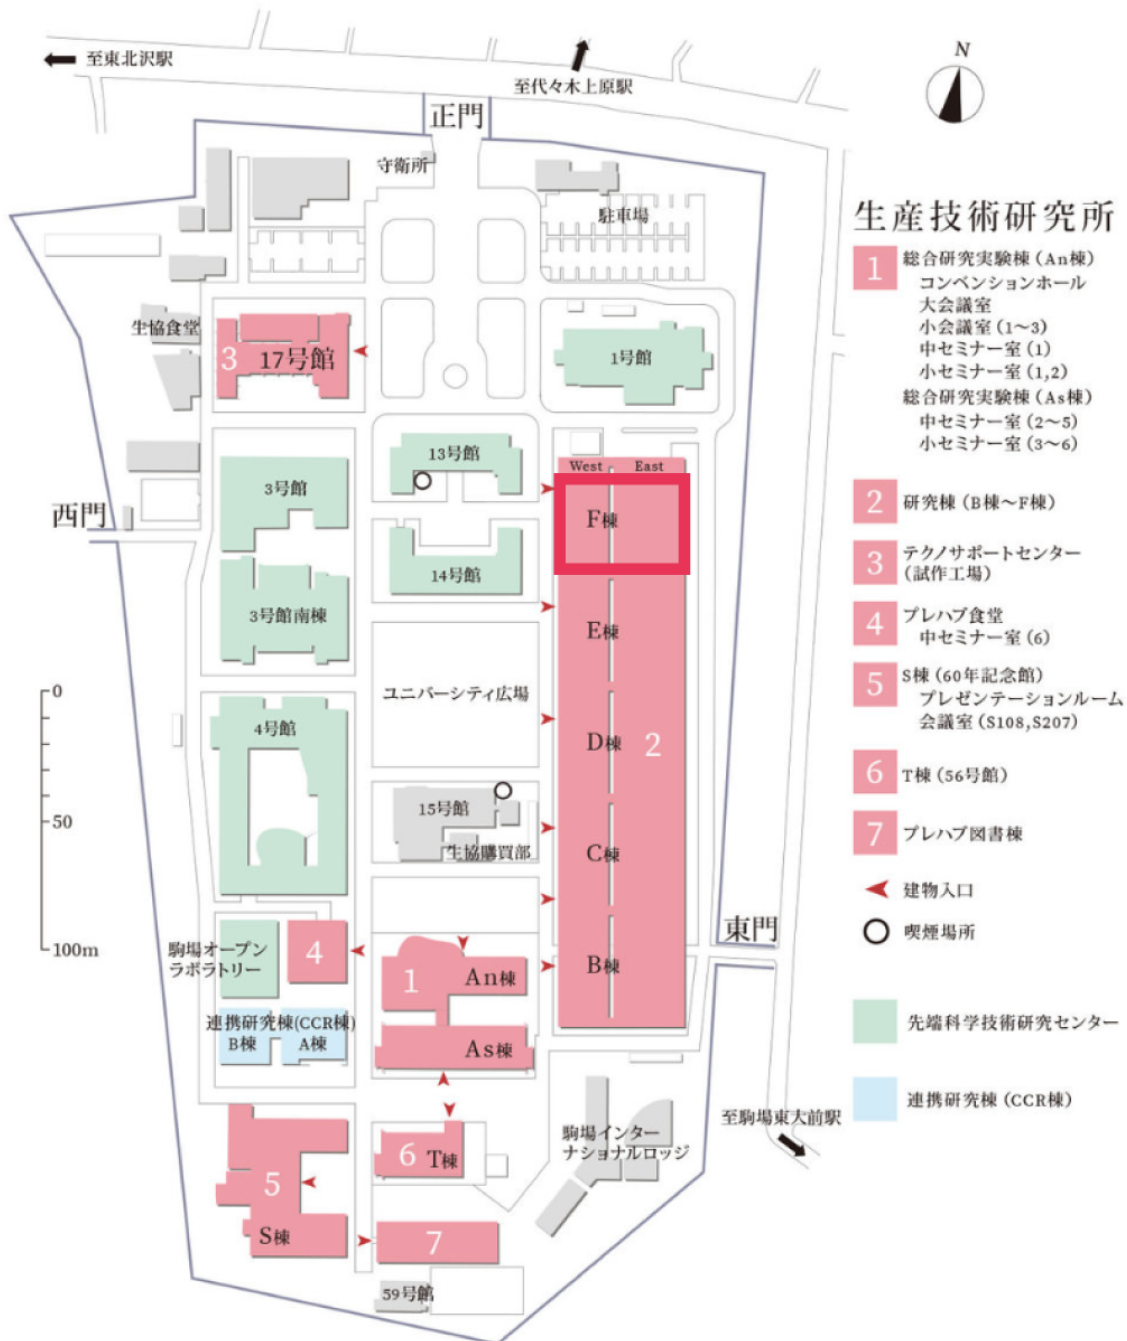 至東北沢駅
至代々木上原駅
N
正門
守衛所
駐車場
生協食堂
3 17号館
1号館
13号館
West East
3号館
F棟
西門
14号館
3号館南棟
E棟
ユニバーシティ広場
0
50
100m
4号館
D棟
2
15号館
生協購買部
C棟
東門
駒場オープン
ラボラトリー
4
1
An棟
B棟
連携研究棟(CCR棟)
B棟 A棟
As棟
至駒場東大前駅
駒場インター
ナショナルロッジ
6 T棟
5
S棟
7
59号館
生産技術研究所
1 総合研究実験棟（An棟）
コンベンションホール
大会議室
小会議室（1～3）
中セミナー室（1）
小セミナー室（1,2）
総合研究実験棟（As棟）
中セミナー室（2～5）
小セミナー室（3～6）
2 研究棟（B棟～F棟）
3 テクノサポートセンター
（試作工場）
4 プレハブ食堂
中セミナー室（6）
5 S棟（60年記念館）
プレゼンテーションルーム
会議室（S108,S207）
6 T棟（56号館）
7 プレハブ図書棟
建物入口
喫煙場所
先端科学技術研究センター
連携研究棟（CCR棟）